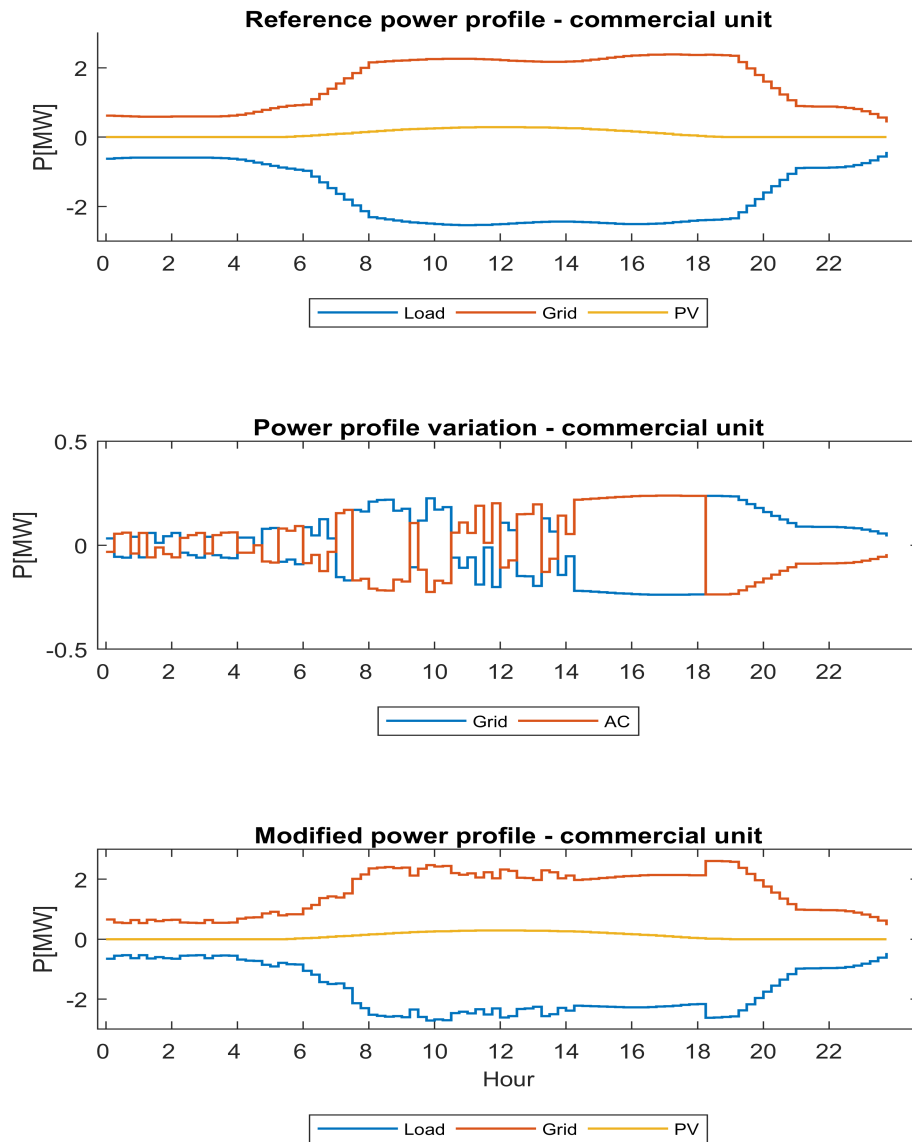 Reference power profile - commercial unit
2
0
-2
P[MW]
0 2 4 6 8 10 12 14 16 18 20 22
Load Grid PV
Power profile variation - commercial unit
0.5
0
-0.5
P[MW]
0 2 4 6 8 10 12 14 16 18 20 22
Grid AC
Modified power profile - commercial unit
2
0
-2
P[MW]
0 2 4 6 8 10 12 14 16 18 20 22
Hour
Load Grid PV